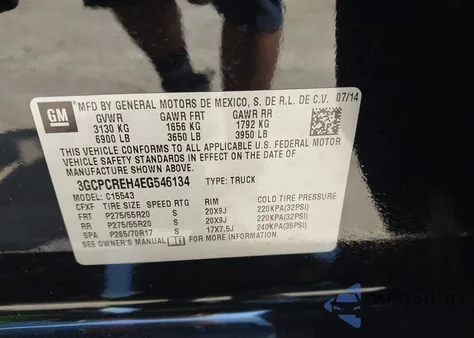 GM
MFD BY GENERAL MOTORS DE MEXICO, S. DE R.L. DE C.V. 07/14
GVWR GAWR FRT GAWR RR
3130 KG 1656 KG 1792 KG
6900 LB 3650 LB 3950 LB
THIS VEHICLE CONFORMS TO ALL APPLICABLE U.S. FEDERAL MOTOR
VEHICLE SAFETY STANDARDS IN EFFECT ON THE DATE OF
MANUFACTURE SHOWN ABOVE.
3GCPCREH4EG546134 TYPE: TRUCK
MODEL: C15543
CFXF TIRE SIZE SPEED RTG RIM COLD TIRE PRESSURE
FRT P275/55R20 S 20X9J 220KPA(32PSI)
RR P275/55R20 S 20X9J 220KPA(32PSI)
SPA P265/70R17 S 17X7.5J 240KPA(35PSI)
SEE OWNER'S MANUAL FOR MORE INFORMATION.
autosnap